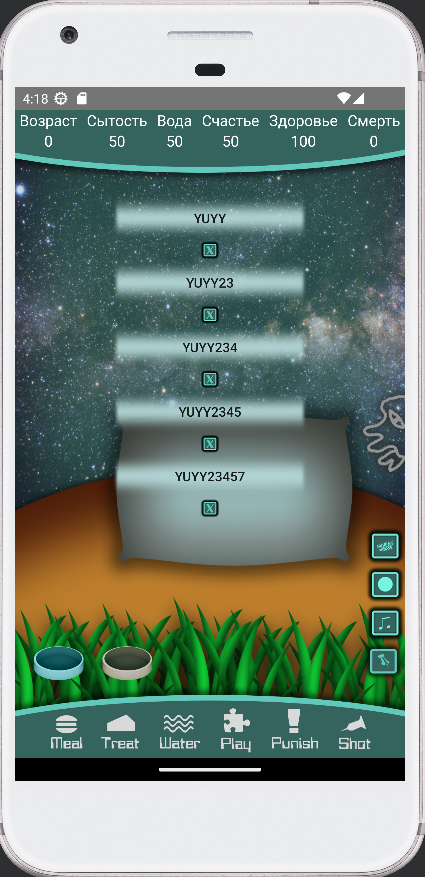 4:18
Возраст Сытость Вода Счастье Здоровье Смерть
0 50 50 50 100 0
YUYY
X
YUYY23
X
YUYY234
X
YUYY2345
X
YUYY23457
X
Meal Treat Water Play Punish Shot